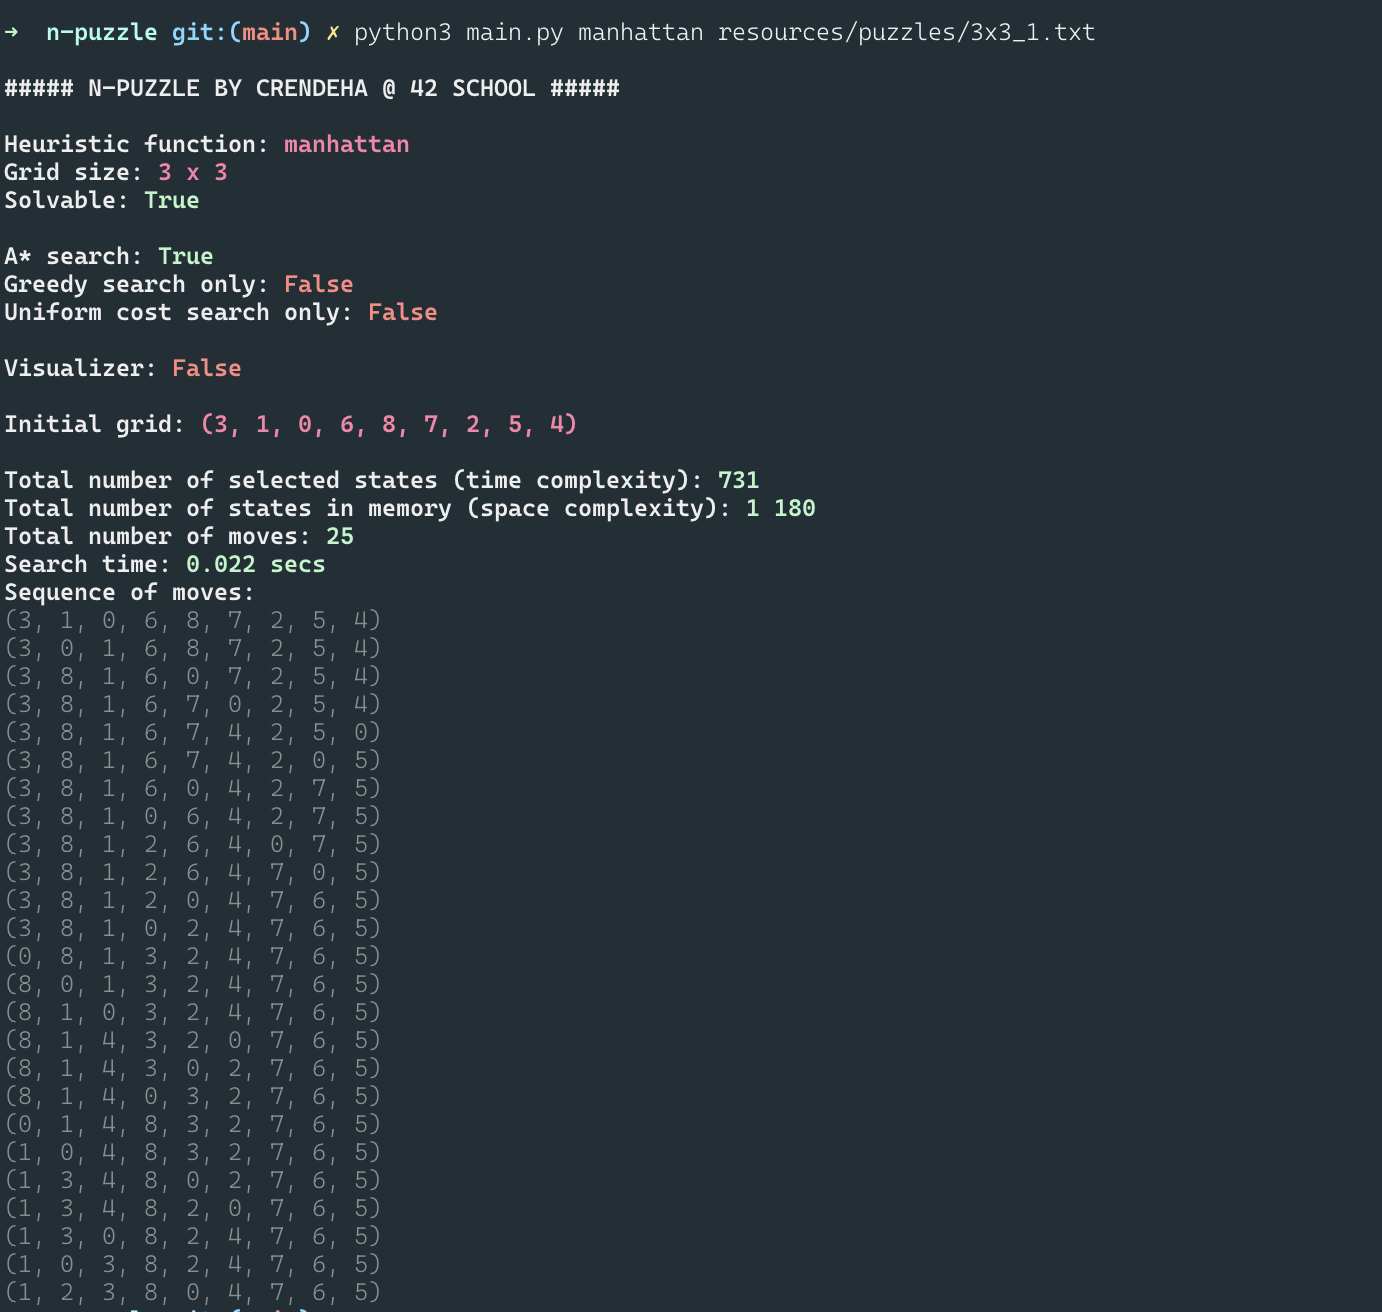 → n-puzzle git:(main) ✗ python3 main.py manhattan resources/puzzles/3x3_1.txt
##### N-PUZZLE BY CRENDEHA @ 42 SCHOOL #####
Heuristic function: manhattan
Grid size: 3 x 3
Solvable: True
A* search: True
Greedy search only: False
Uniform cost search only: False
Visualizer: False
Initial grid: (3, 1, 0, 6, 8, 7, 2, 5, 4)
Total number of selected states (time complexity): 731
Total number of states in memory (space complexity): 1 180
Total number of moves: 25
Search time: 0.022 secs
Sequence of moves:
(3, 1, 0, 6, 8, 7, 2, 5, 4)
(3, 0, 1, 6, 8, 7, 2, 5, 4)
(3, 8, 1, 6, 0, 7, 2, 5, 4)
(3, 8, 1, 6, 7, 0, 2, 5, 4)
(3, 8, 1, 6, 7, 4, 2, 5, 0)
(3, 8, 1, 6, 7, 4, 2, 0, 5)
(3, 8, 1, 6, 0, 4, 2, 7, 5)
(3, 8, 1, 0, 6, 4, 2, 7, 5)
(3, 8, 1, 2, 6, 4, 0, 7, 5)
(3, 8, 1, 2, 6, 4, 7, 0, 5)
(3, 8, 1, 2, 0, 4, 7, 6, 5)
(3, 8, 1, 0, 2, 4, 7, 6, 5)
(0, 8, 1, 3, 2, 4, 7, 6, 5)
(8, 0, 1, 3, 2, 4, 7, 6, 5)
(8, 1, 0, 3, 2, 4, 7, 6, 5)
(8, 1, 4, 3, 2, 0, 7, 6, 5)
(8, 1, 4, 3, 0, 2, 7, 6, 5)
(8, 1, 4, 0, 3, 2, 7, 6, 5)
(0, 1, 4, 8, 3, 2, 7, 6, 5)
(1, 0, 4, 8, 3, 2, 7, 6, 5)
(1, 3, 4, 8, 0, 2, 7, 6, 5)
(1, 3, 4, 8, 2, 0, 7, 6, 5)
(1, 3, 0, 8, 2, 4, 7, 6, 5)
(1, 0, 3, 8, 2, 4, 7, 6, 5)
(1, 2, 3, 8, 0, 4, 7, 6, 5)